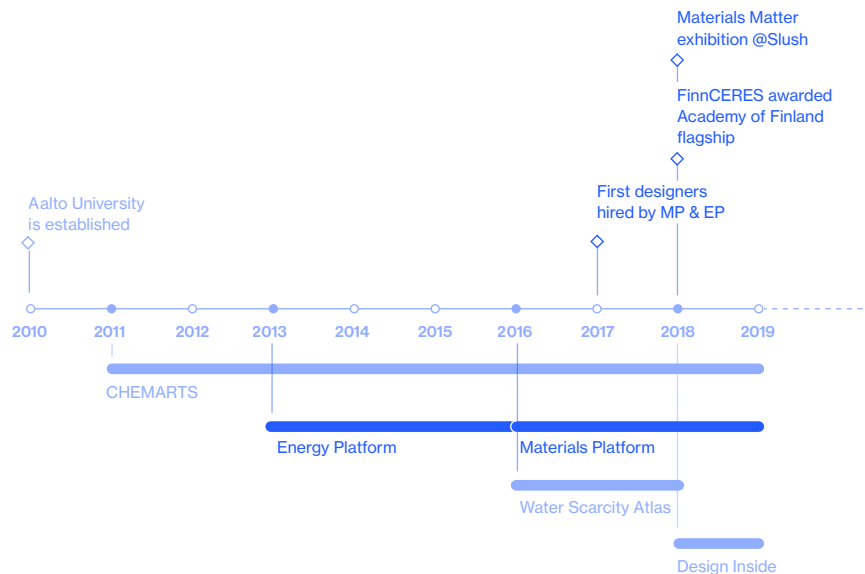 Materials Matter
exhibition @Slush
FinnCERES awarded
Academy of Finland
flagship
First designers
hired by MP & EP
Aalto University
is established
2010 2011 2012 2013 2014 2015 2016 2017 2018 2019
CHEMARTS
Energy Platform Materials Platform
Water Scarcity Atlas
Design Inside